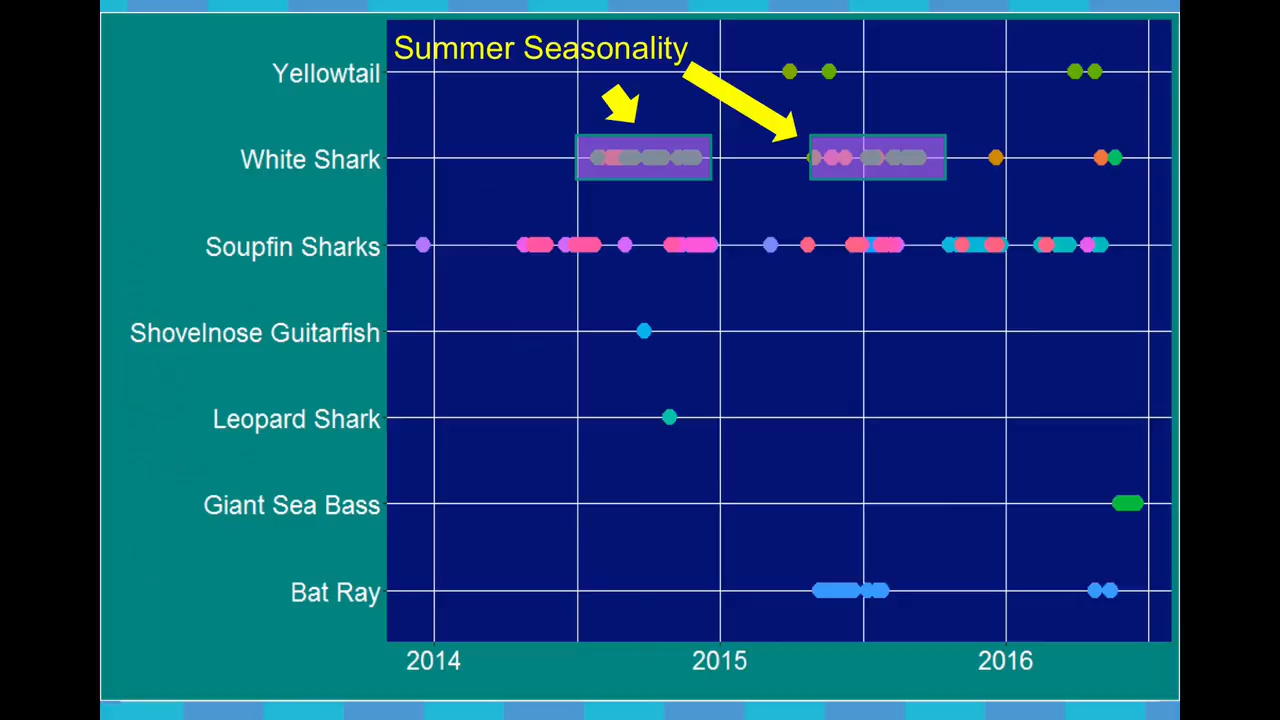 Summer Seasonality
Yellowtail
White Shark
Soupfin Sharks
Shovelnose Guitarfish
Leopard Shark
Giant Sea Bass
Bat Ray
2014 2015 2016